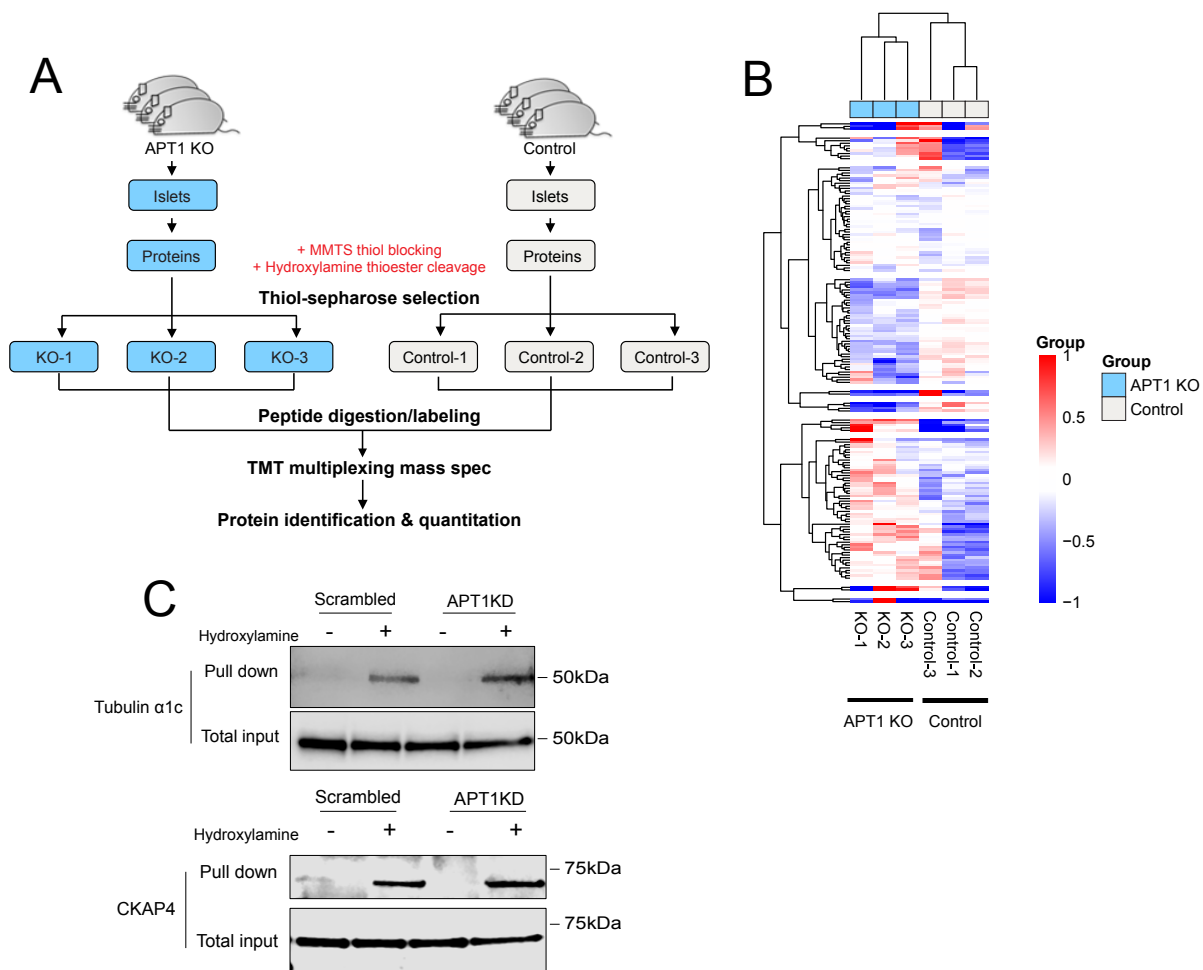 A
APT1 KO
Control
Islets
Islets
Proteins
Proteins
+ MMTS thiol blocking
+ Hydroxylamine thioester cleavage
Thiol-sepharose selection
KO-1
KO-2
KO-3
Control-1
Control-2
Control-3
Peptide digestion/labeling
TMT multiplexing mass spec
Protein identification & quantitation
B
Group
1
0.5
0
−0.5
−1
Group
APT1 KO
Control
KO-1
KO-2
KO-3
Control-3
Control-1
Control-2
APT1 KO
Control
C
Scrambled
APT1KD
Hydroxylamine
-
+
-
+
Pull down
50kDa
Tubulin α1c
Total input
50kDa
Scrambled
APT1KD
Hydroxylamine
-
+
-
+
Pull down
75kDa
CKAP4
Total input
75kDa